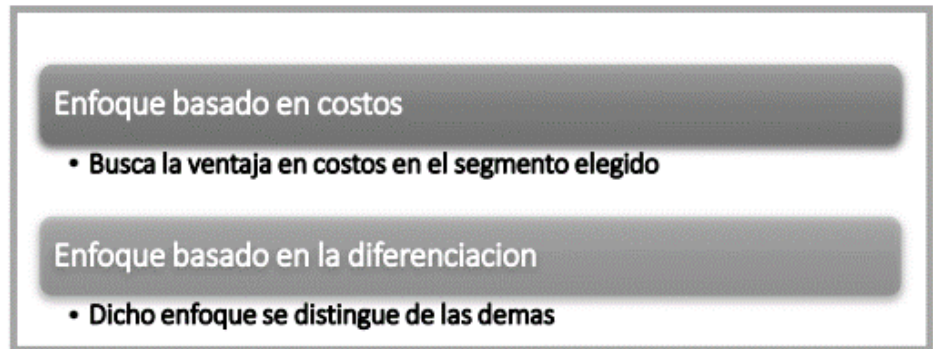 Enfoque basado en costos
• Busca la ventaja en costos en el segmento elegido
Enfoque basado en la diferenciacion
• Dicho enfoque se distingue de las demas